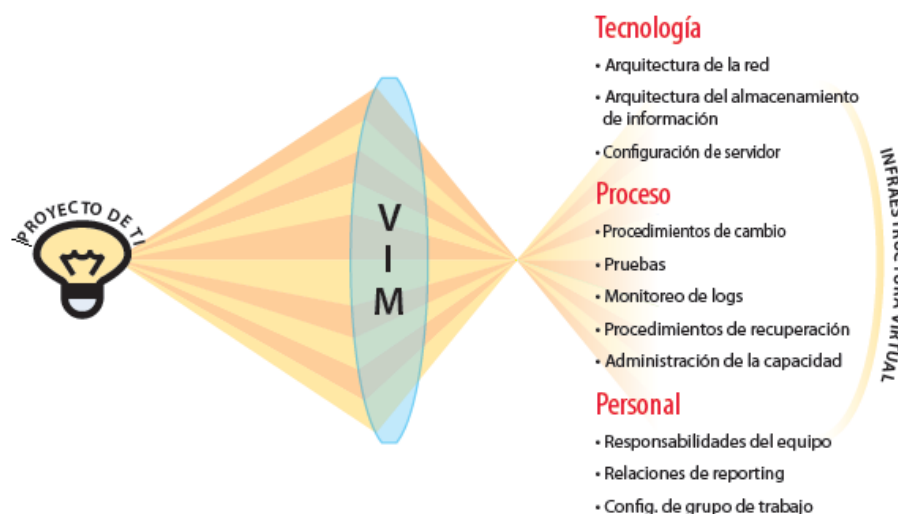 PROYECTO DE TI
V
I
M
Tecnología
• Arquitectura de la red
• Arquitectura del almacenamiento
de información
• Configuración de servidor
Proceso
• Procedimientos de cambio
• Pruebas
• Monitoreo de logs
• Procedimientos de recuperación
• Administración de la capacidad
Personal
• Responsabilidades del equipo
• Relaciones de reporting
• Config. de grupo de trabajo
INFRAESTRUCTURA VIRTUAL